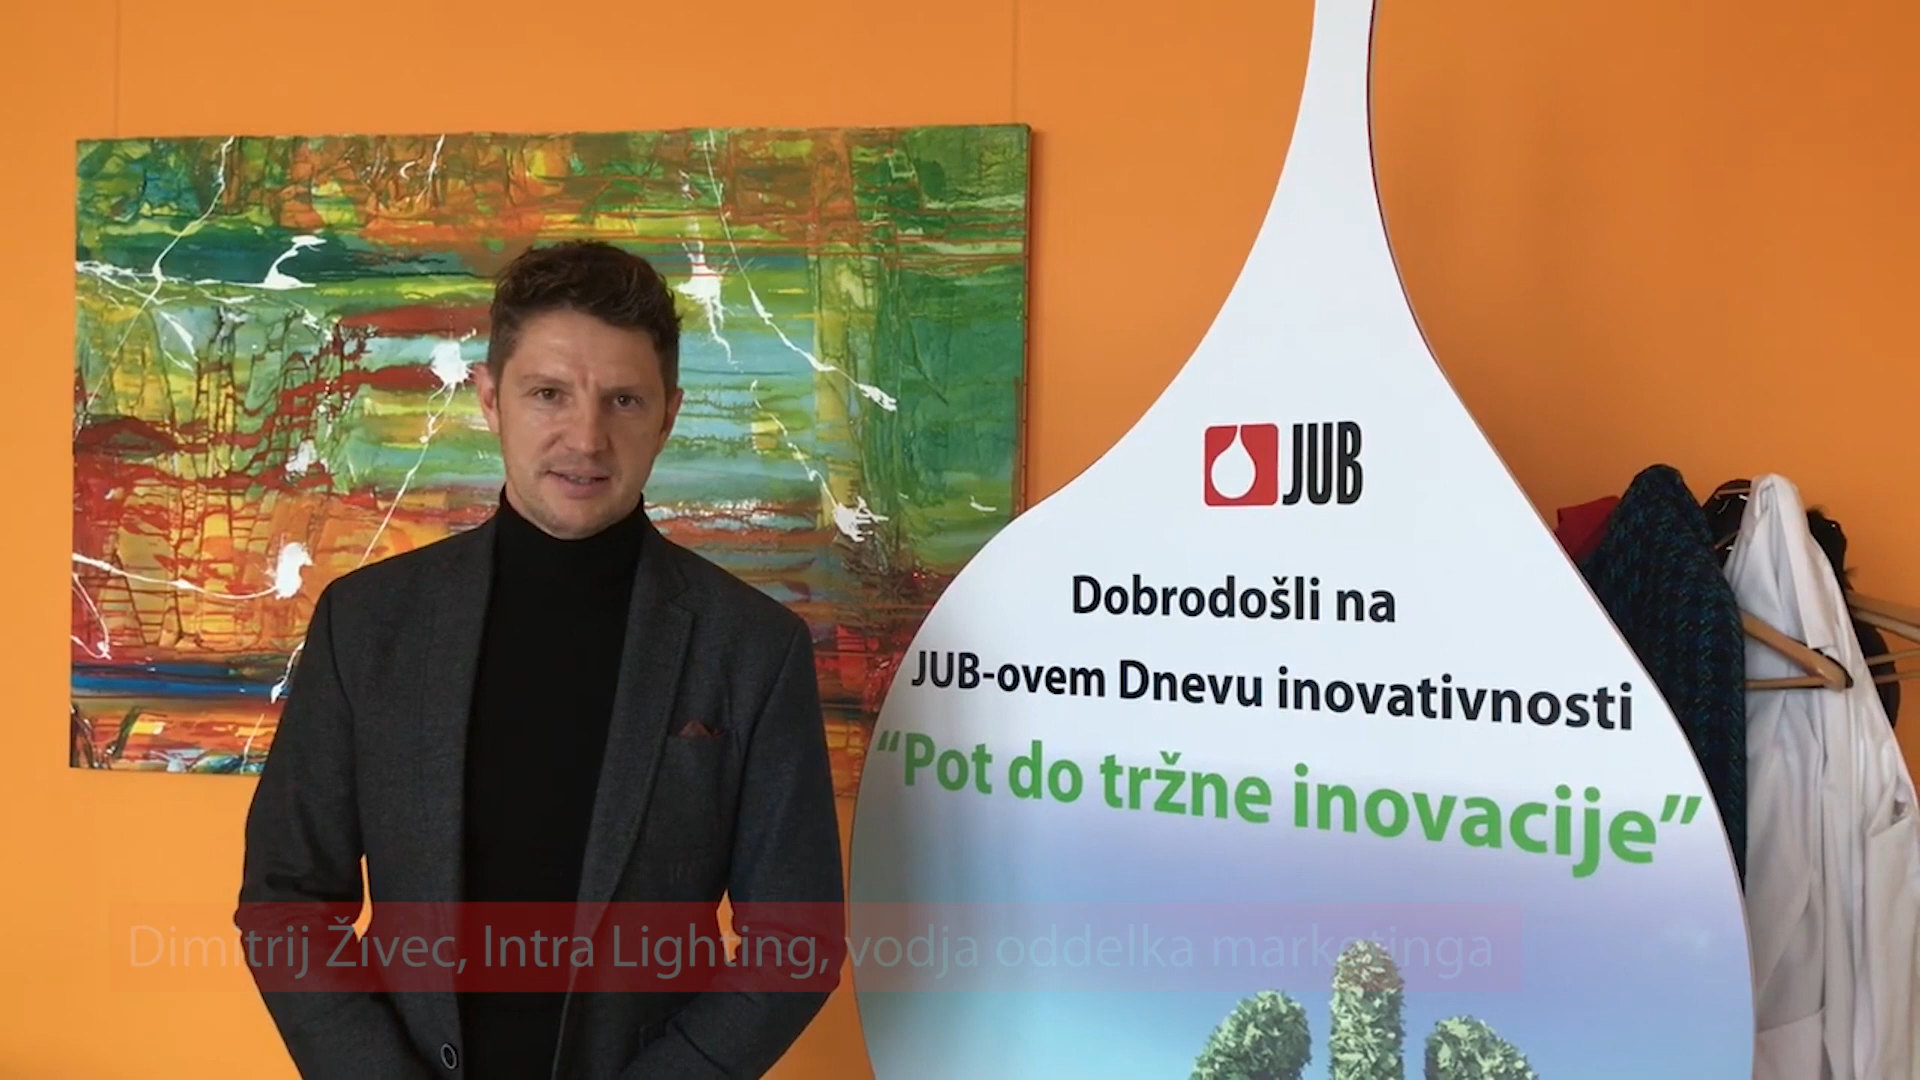 JUB
Dobrodošli na
JUB-ovem Dnevu inovativnosti
“Pot do tržne inovacije”
Dimitrij Živec, Intra Lighting, vodja oddelka marketinga